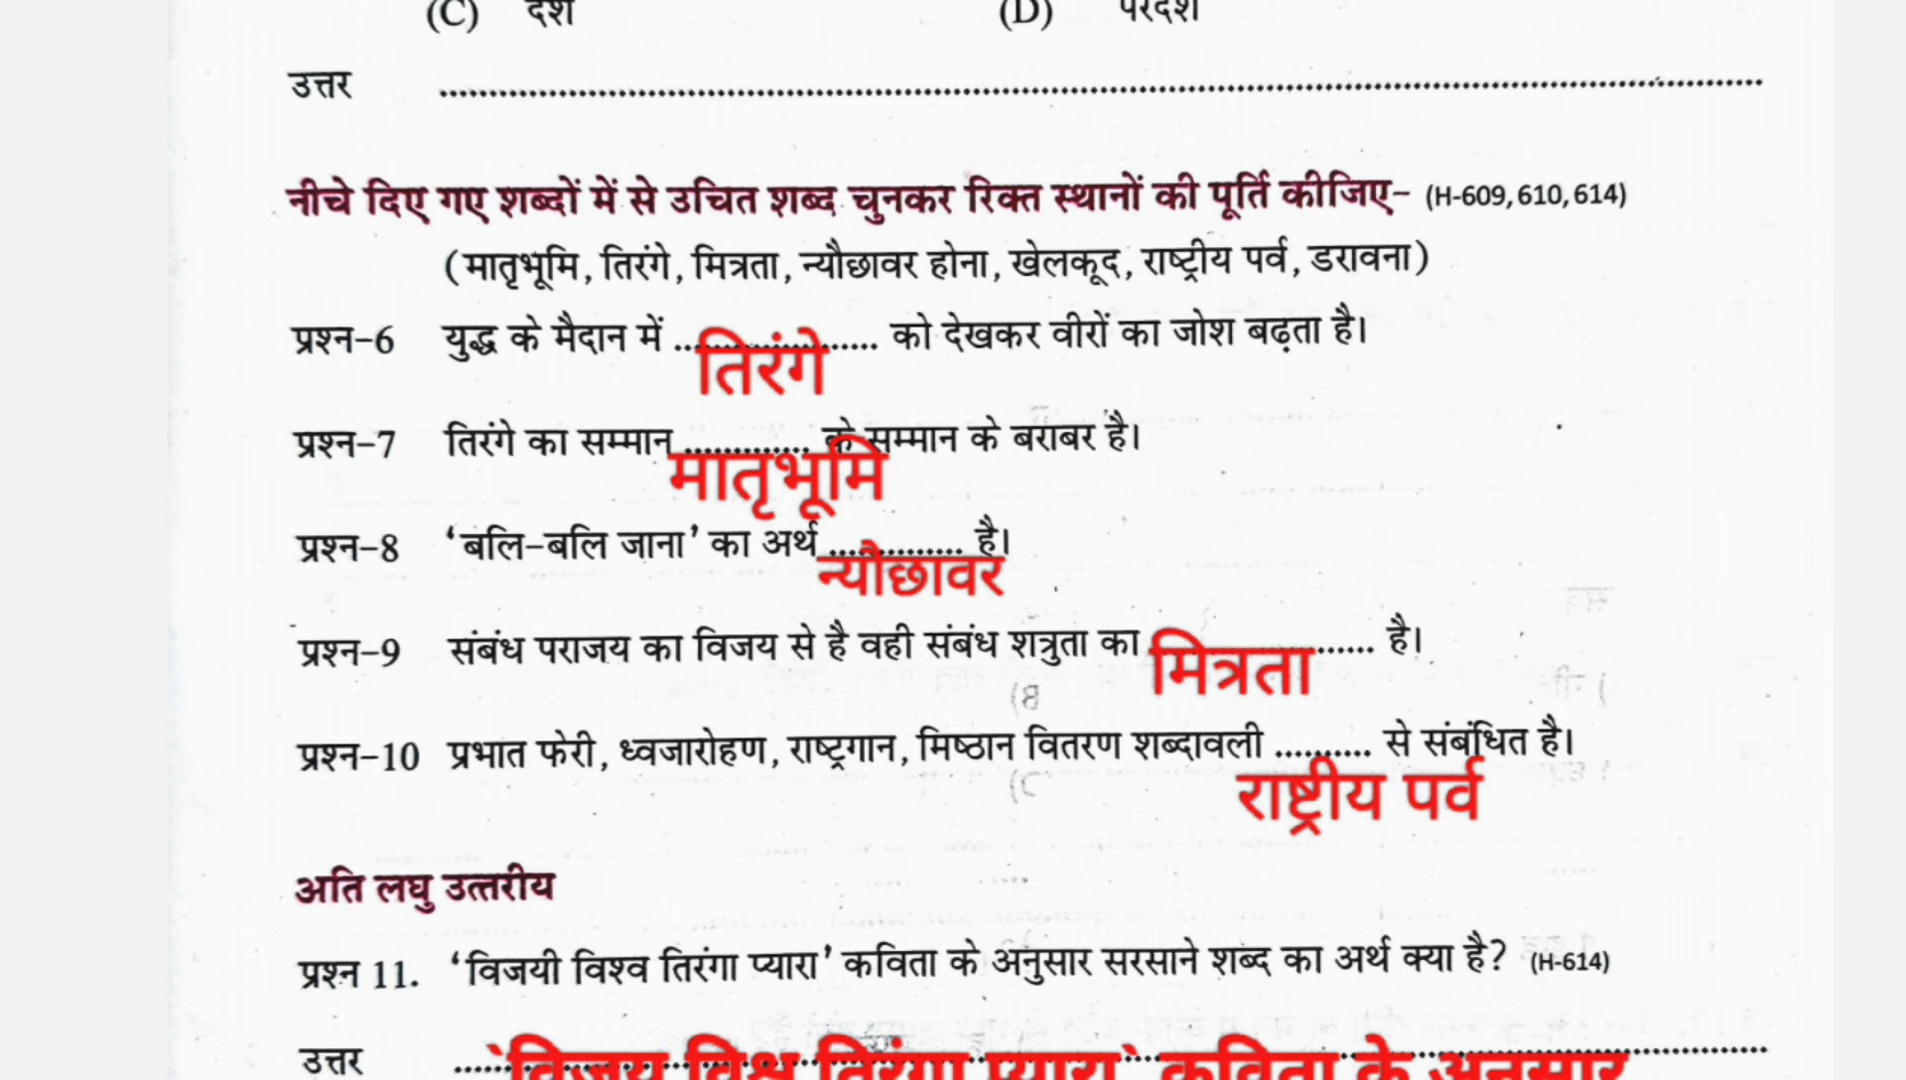 (C) देश (D) परदेश
उत्तर
नीचे दिए गए शब्दों में से उचित शब्द चुनकर रिक्त स्थानों की पूर्ति कीजिए- (H-609, 610, 614)
(मातृभूमि, तिरंगे, मित्रता, न्यौछावर होना, खेलकूद, राष्ट्रीय पर्व, डरावना)
प्रश्न-6 युद्ध के मैदान में .................... को देखकर वीरों का जोश बढ़ता है।
तिरंगे
प्रश्न-7 तिरंगे का सम्मान ............. के सम्मान के बराबर है।
मातृभूमि
प्रश्न-8 'बलि-बलि जाना' का अर्थ .............. है।
न्यौछावर
प्रश्न-9 संबंध पराजय का विजय से है वही संबंध शत्रुता का .................... है।
मित्रता
प्रश्न-10 प्रभात फेरी, ध्वजारोहण, राष्ट्रगान, मिष्ठान वितरण शब्दावली .......... से संबंधित है।
राष्ट्रीय पर्व
अति लघु उत्तरीय
प्रश्न 11. 'विजयी विश्व तिरंगा प्यारा' कविता के अनुसार सरसाने शब्द का अर्थ क्या है? (H-614)
उत्तर
`विजय विश्व तिरंगा प्यारा` कविता के अनुसार